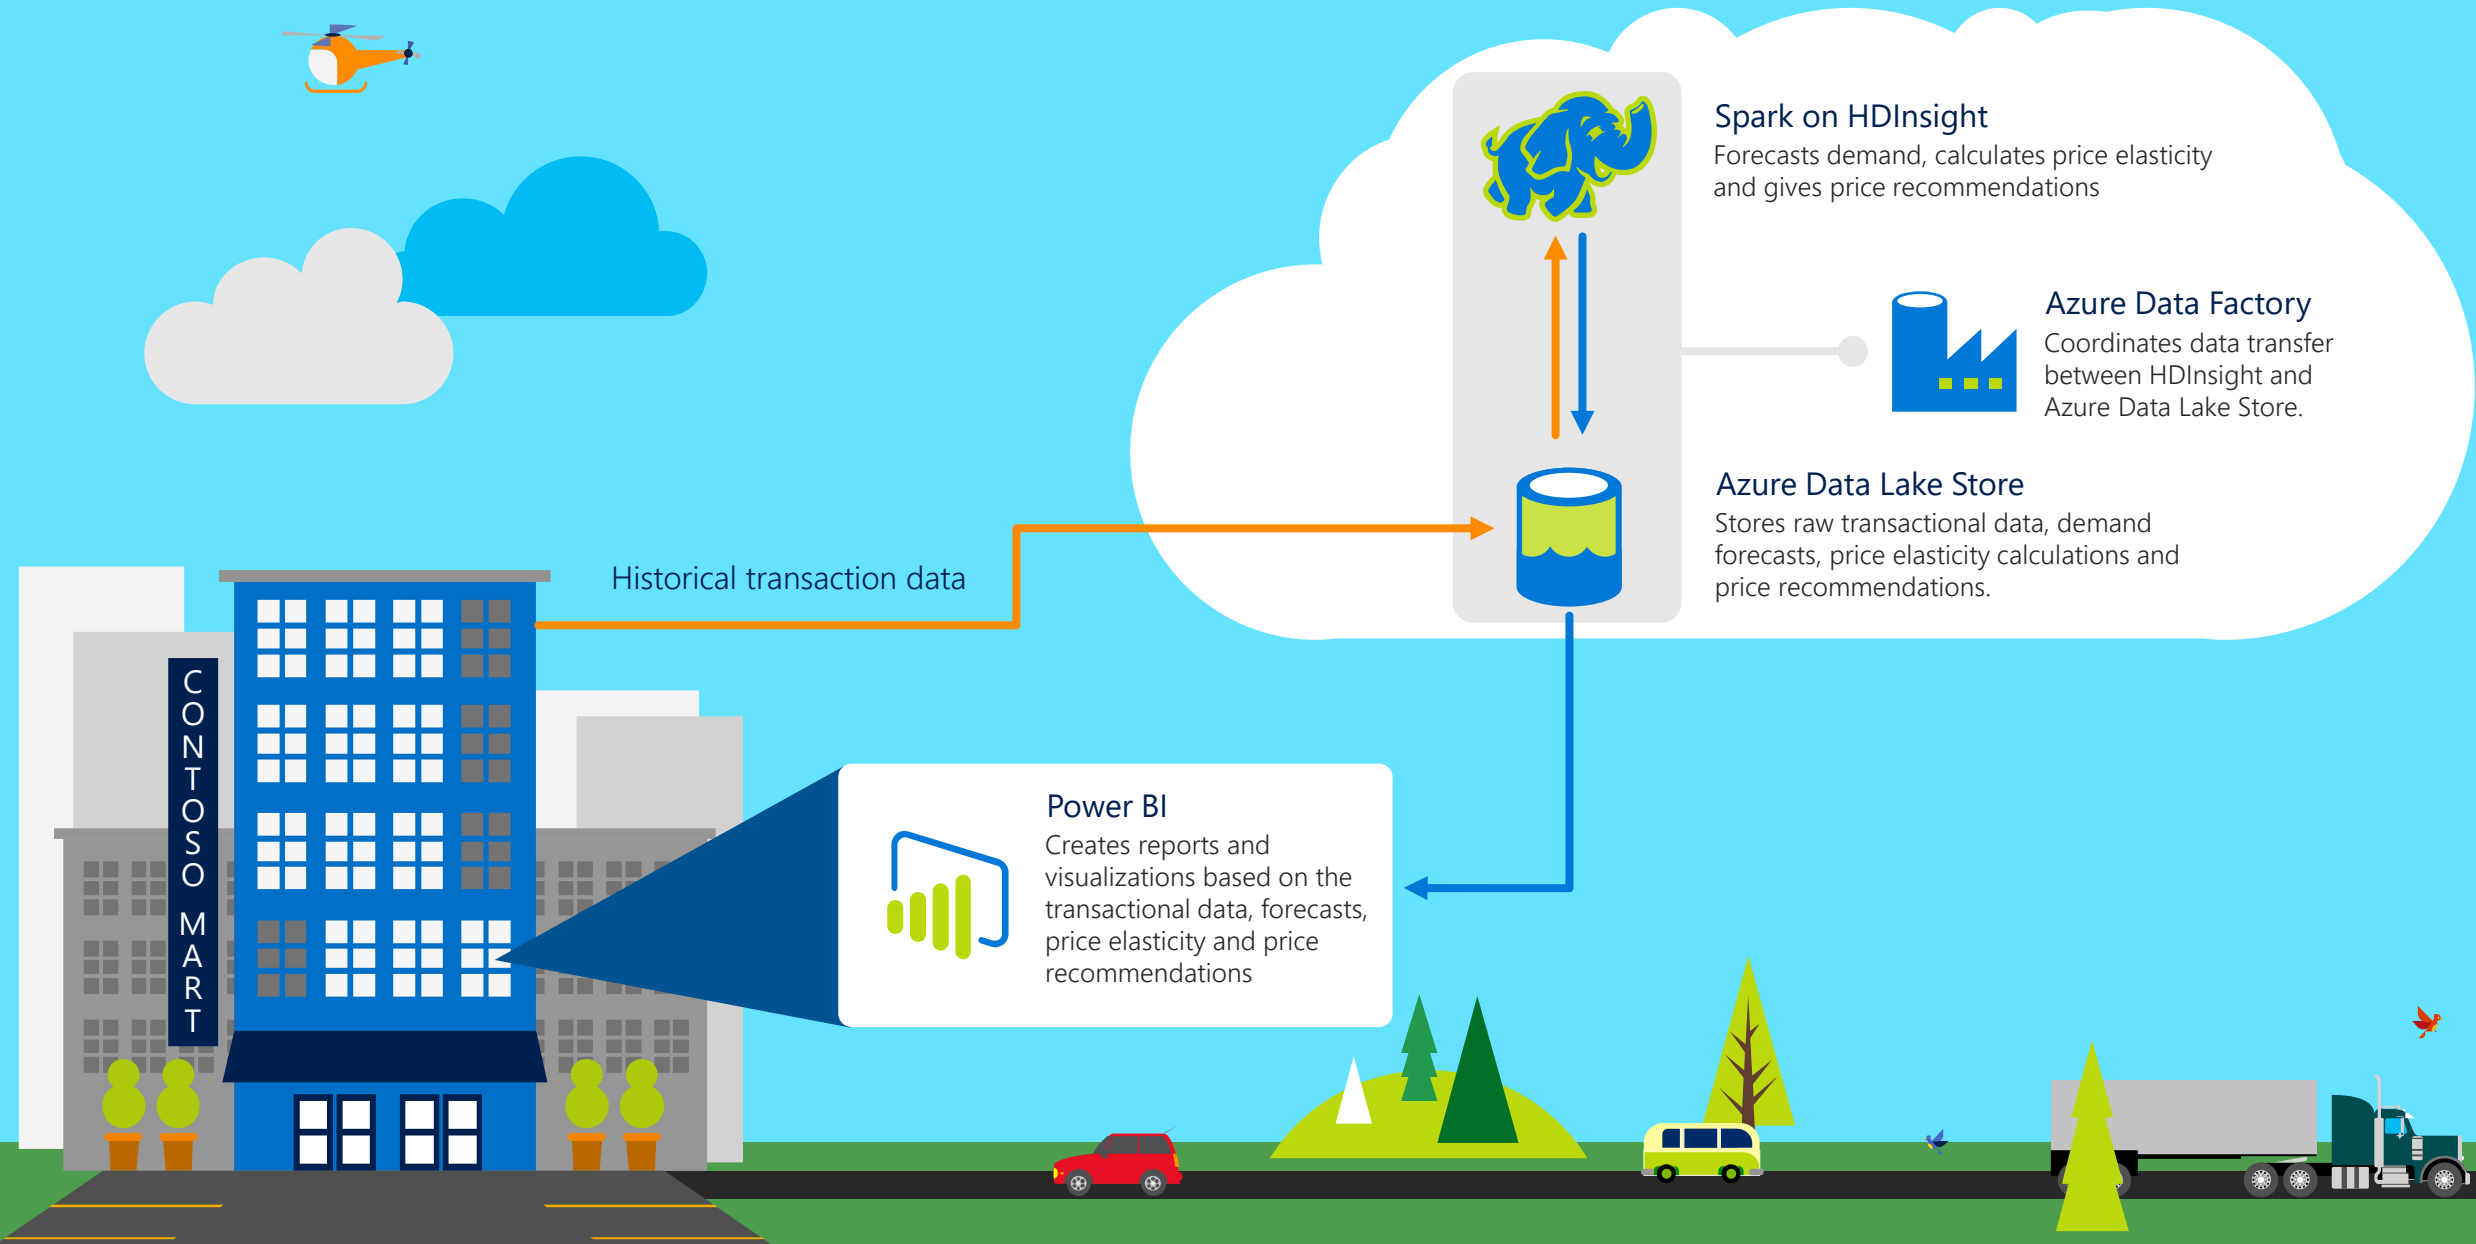 Spark on HDInsight
Forecasts demand, calculates price elasticity
and gives price recommendations
Azure Data Factory
Coordinates data transfer
between HDInsight and
Azure Data Lake Store.
Azure Data Lake Store
Stores raw transactional data, demand
forecasts, price elasticity calculations and
price recommendations.
Historical transaction data
CONTOSO MART
Power BI
Creates reports and
visualizations based on the
transactional data, forecasts,
price elasticity and price
recommendations